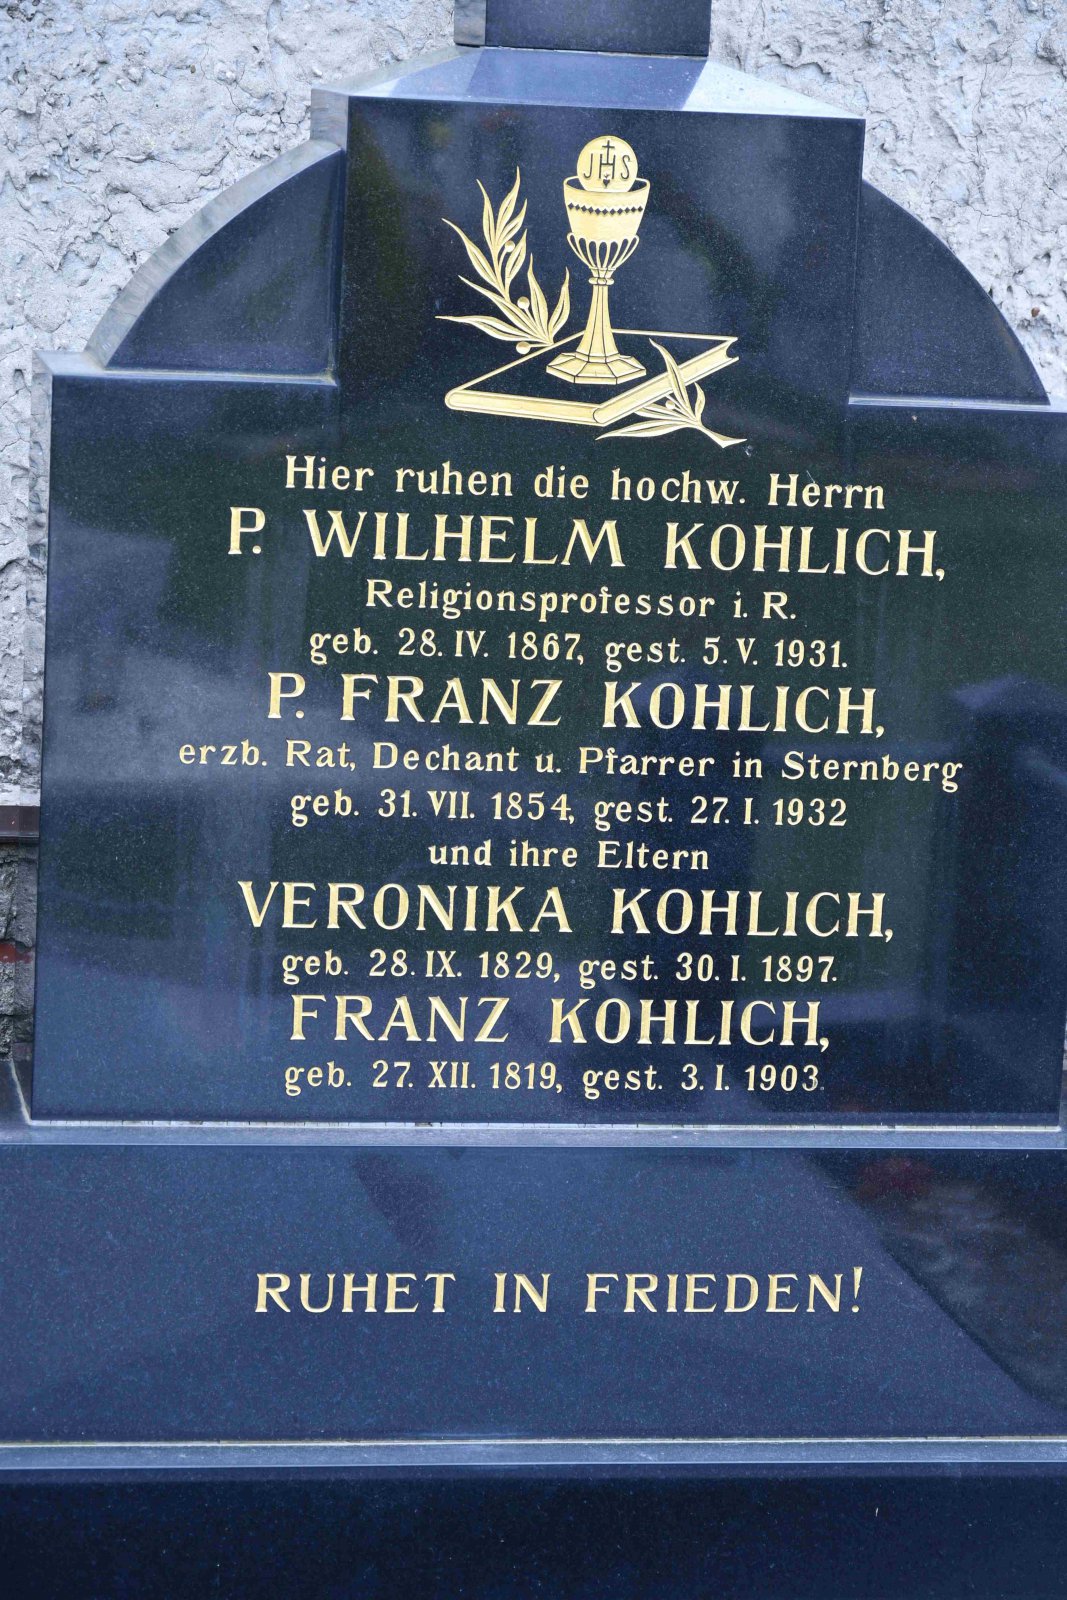 JHS
Hier ruhen die hochw. Herrn
P. WILHELM KOHLICH,
Religionsprofessor i. R.
geb. 28. IV. 1867, gest. 5. V. 1931.
P. FRANZ KOHLICH,
erzb. Rat, Dechant u. Pfarrer in Sternberg
geb. 31. VII. 1854, gest. 27. I. 1932
und ihre Eltern
VERONIKA KOHLICH,
geb. 28. IX. 1829, gest. 30. I. 1897.
FRANZ KOHLICH,
geb. 27. XII. 1819, gest. 3. I. 1903.
RUHET IN FRIEDEN!